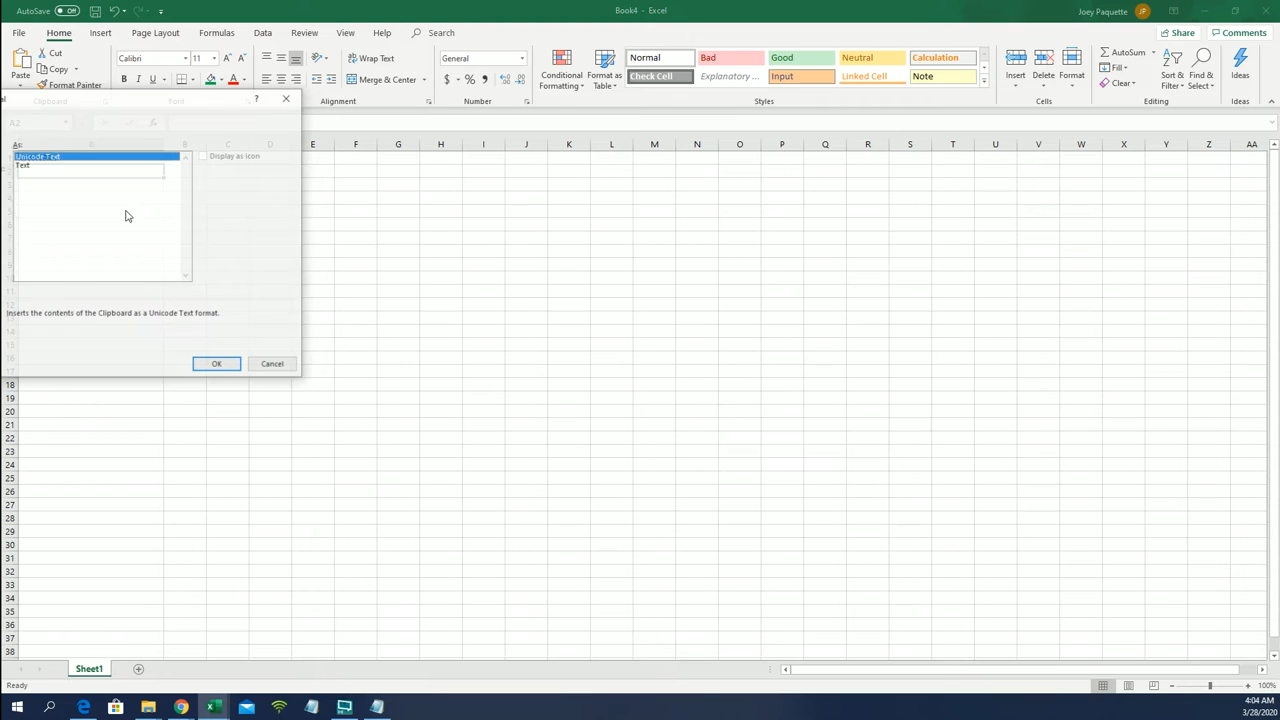 AutoSave Off Book4 - Excel Joey Paquette JP
File Home Insert Page Layout Formulas Data Review View Help Search Share Comments
Cut Calibri 11 Wrap Text General Normal Bad Good Neutral Calculation AutoSum
Copy Fill
Paste Format Painter B I U A Merge & Center $ % Conditional Formatting Format as Table Check Cell Explanatory ... Input Linked Cell Note Insert Delete Format Clear Sort & Filter Find & Select Ideas
Clipboard Font Alignment Number Styles Cells Editing Ideas
el ?
A2 fx
As: A B C D E F G H I J K L M N O P Q R S T U V W X Y Z AA
Unicode Text Display as icon
Text
Inserts the contents of the Clipboard as a Unicode Text format.
OK Cancel
18
19
20
21
22
23
24
25
26
27
28
29
30
31
32
33
34
35
36
37
38
Sheet1
Ready 100%
4:04 AM
3/28/2020